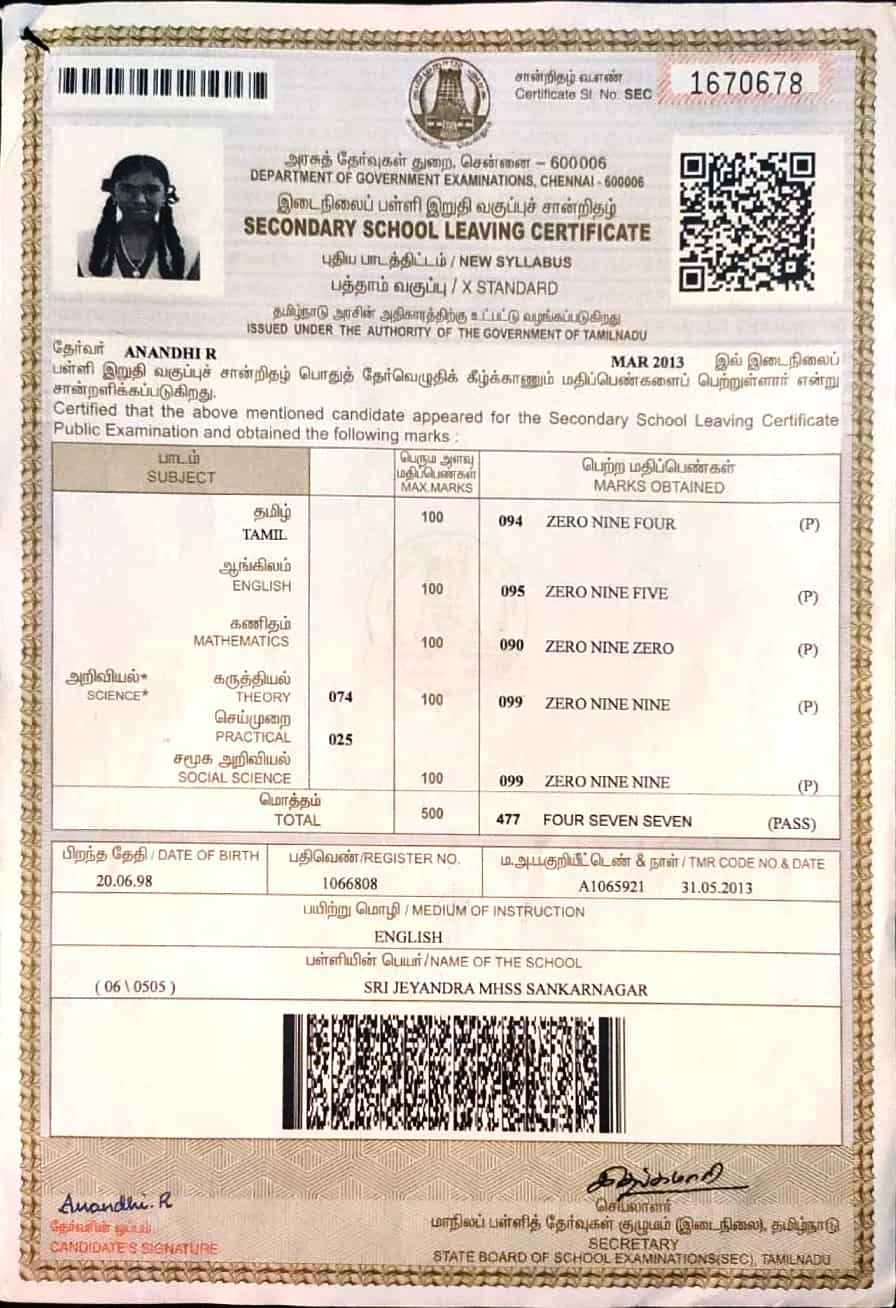 சான்றிதழ் வ.எண்
Certificate Sl. No. SEC 1670678
அரசுத் தேர்வுகள் துறை, சென்னை – 600006
DEPARTMENT OF GOVERNMENT EXAMINATIONS, CHENNAI - 600006
இடைநிலைப் பள்ளி இறுதி வகுப்புச் சான்றிதழ்
SECONDARY SCHOOL LEAVING CERTIFICATE
புதிய பாடத்திட்டம் / NEW SYLLABUS
பத்தாம் வகுப்பு / X STANDARD
தமிழ்நாடு அரசின் அதிகாரத்திற்கு உட்பட்டு வழங்கப்படுகிறது
ISSUED UNDER THE AUTHORITY OF THE GOVERNMENT OF TAMILNADU
தேர்வர் ANANDHI R MAR 2013 இல் இடைநிலைப்
பள்ளி இறுதி வகுப்புச் சான்றிதழ் பொதுத் தேர்வெழுதிக் கீழ்க்காணும் மதிப்பெண்களைப் பெற்றுள்ளார் என்று
சான்றளிக்கப்படுகிறது.
Certified that the above mentioned candidate appeared for the Secondary School Leaving Certificate
Public Examination and obtained the following marks :
பாடம் பெரும அளவு மதிப்பெண்கள் பெற்ற மதிப்பெண்கள்
SUBJECT MAX.MARKS MARKS OBTAINED
தமிழ்
TAMIL 100 094 ZERO NINE FOUR (P)
ஆங்கிலம்
ENGLISH 100 095 ZERO NINE FIVE (P)
கணிதம்
MATHEMATICS 100 090 ZERO NINE ZERO (P)
அறிவியல்* கருத்தியல்
SCIENCE* THEORY 074 100 099 ZERO NINE NINE (P)
செய்முறை
PRACTICAL 025
சமூக அறிவியல்
SOCIAL SCIENCE 100 099 ZERO NINE NINE (P)
மொத்தம்
TOTAL 500 477 FOUR SEVEN SEVEN (PASS)
பிறந்த தேதி / DATE OF BIRTH பதிவெண்/REGISTER NO. ம.அ.ப.குறியீட்டெண் & நாள் / TMR CODE NO.& DATE
20.06.98 1066808 A1065921 31.05.2013
பயிற்று மொழி / MEDIUM OF INSTRUCTION
ENGLISH
பள்ளியின் பெயர்/NAME OF THE SCHOOL
( 06 \ 0505 ) SRI JEYANDRA MHSS SANKARNAGAR
Anandhi. R
தேர்வரின் ஒப்பம்
CANDIDATE'S SIGNATURE
செயலாளர்
மாநிலப் பள்ளித் தேர்வுகள் குழுமம் (இடைநிலை), தமிழ்நாடு
SECRETARY
STATE BOARD OF SCHOOL EXAMINATIONS(SEC), TAMILNADU